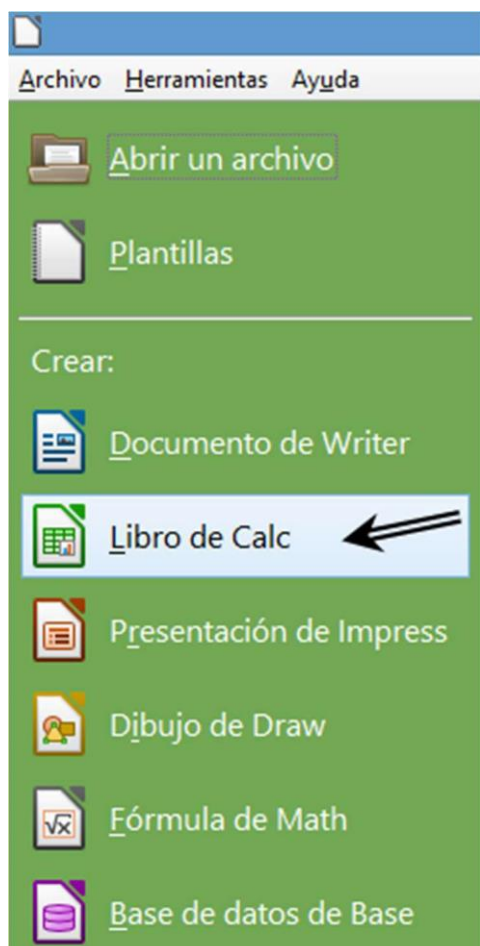 Archivo Herramientas Ayuda
Abrir un archivo
Plantillas
Crear:
Documento de Writer
Libro de Calc
Presentación de Impress
Dibujo de Draw
Fórmula de Math
Base de datos de Base